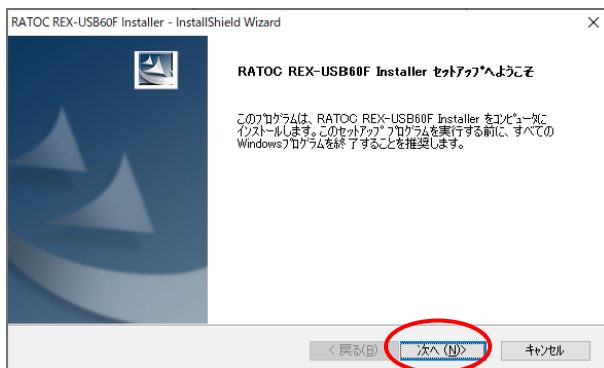 RATOC REX-USB60F Installer - InstallShield Wizard
RATOC REX-USB60F Installer ｾｯﾄｱｯﾌﾟへようこそ
このﾌﾟﾛｸﾞﾗﾑは、RATOC REX-USB60F Installer をｺﾝﾋﾟｭｰﾀに
ｲﾝｽﾄｰﾙします。このｾｯﾄｱｯﾌﾟ ﾌﾟﾛｸﾞﾗﾑを実行する前に、すべての
Windowsﾌﾟﾛｸﾞﾗﾑを終了することを推奨します。
< 戻る(B)
次へ (N)>
ｷｬﾝｾﾙ